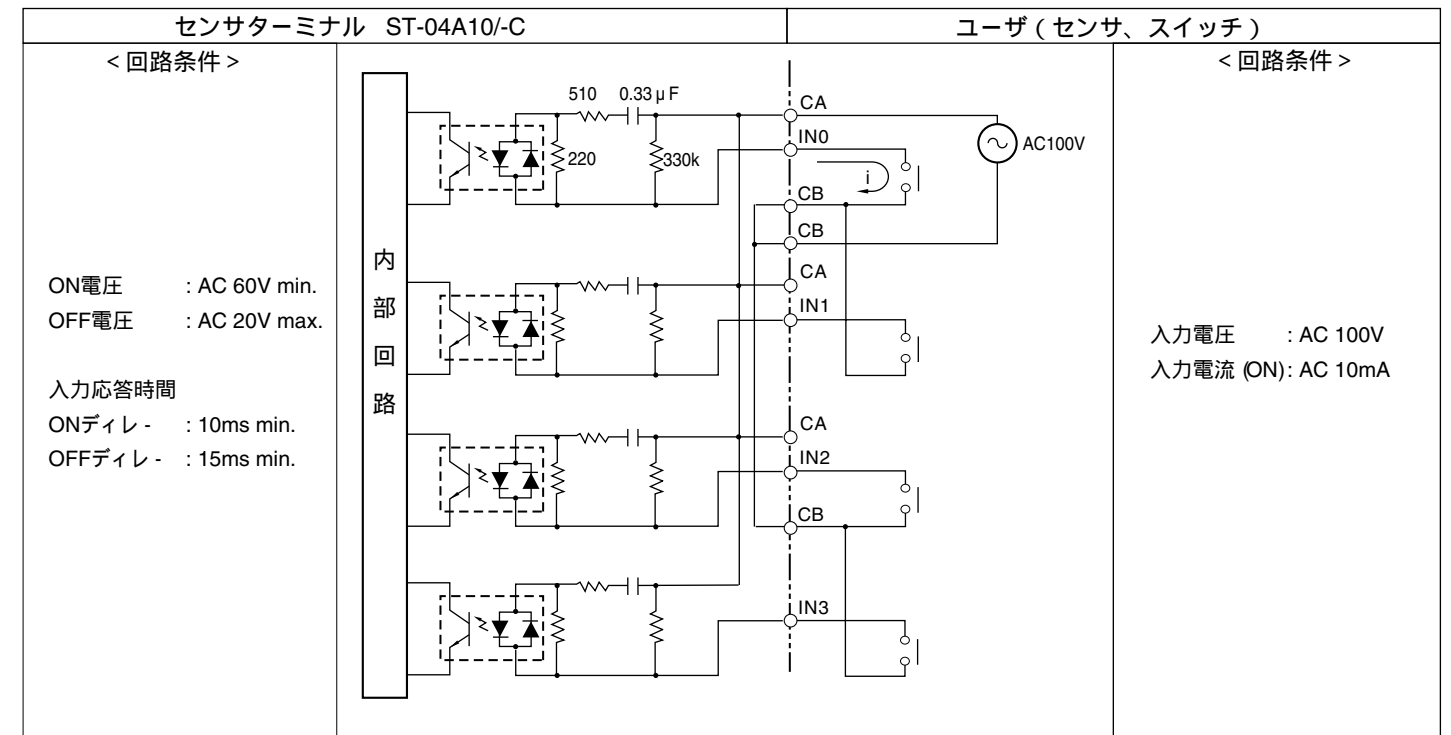 センサターミナル ST-04A10/-C
ユーザ ( センサ、スイッチ )
< 回路条件 >
ON電圧 : AC 60V min.
OFF電圧 : AC 20V max.
入力応答時間
ONディレ - : 10ms min.
OFFディレ - : 15ms min.
内部回路
510 0.33 μ F
220
330k
CA
IN0
i
CB
CB
CA
IN1
CA
IN2
CB
IN3
AC100V
< 回路条件 >
入力電圧 : AC 100V
入力電流 (ON) : AC 10mA